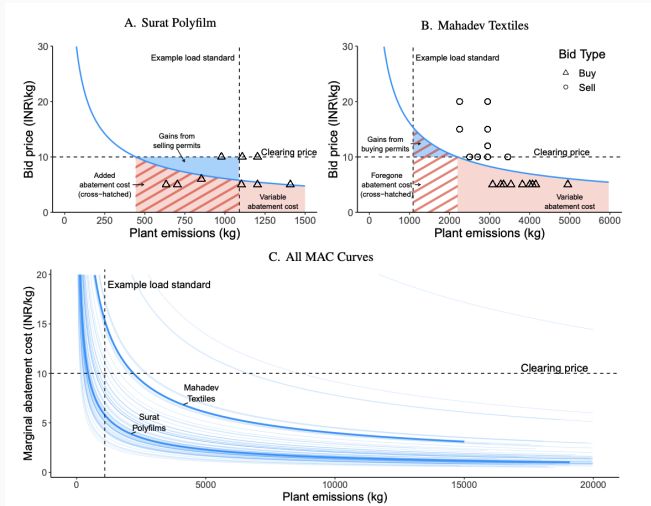 A. Surat Polyfilm
30
20
10
0
Bid price (INR/kg)
Example load standard
Gains from
selling permits
Clearing price
Added
abatement cost
(cross-hatched)
Variable
abatement cost
0
250
500
750
1000
1250
1500
Plant emissions (kg)
B. Mahadev Textiles
30
20
10
0
Bid price (INR/kg)
Example load standard
Bid Type
Buy
Sell
Gains from
buying permits
Clearing price
Foregone
abatement cost
(cross-hatched)
Variable
abatement cost
0
1000
2000
3000
4000
5000
6000
Plant emissions (kg)
C. All MAC Curves
20
15
10
5
0
Marginal abatement cost (INR/kg)
Example load standard
Clearing price
Mahadev
Textiles
Surat
Polyfilms
0
5000
10000
15000
20000
Plant emissions (kg)